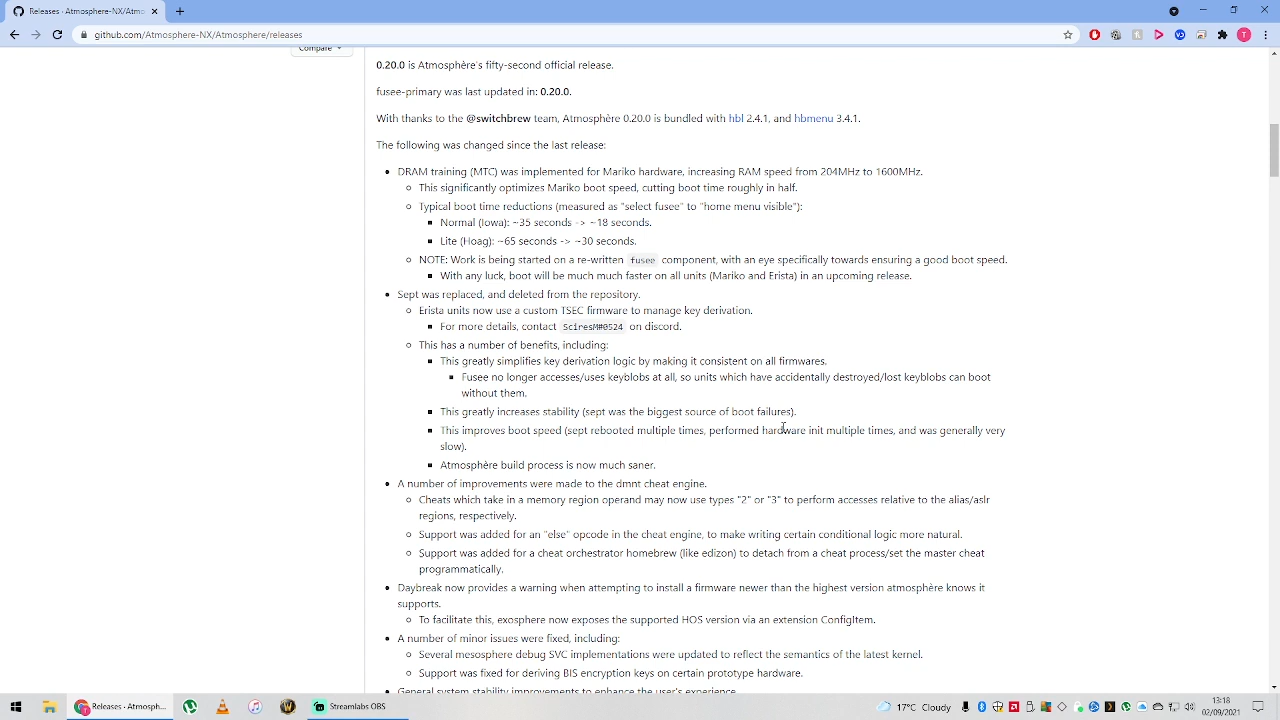 Releases · Atmosphere-NX/Atmo
github.com/Atmosphere-NX/Atmosphere/releases
Compare
0.20.0 is Atmosphère's fifty-second official release.
fusee-primary was last updated in: 0.20.0.
With thanks to the @switchbrew team, Atmosphère 0.20.0 is bundled with hbl 2.4.1, and hbmenu 3.4.1.
The following was changed since the last release:
DRAM training (MTC) was implemented for Mariko hardware, increasing RAM speed from 204MHz to 1600MHz.
This significantly optimizes Mariko boot speed, cutting boot time roughly in half.
Typical boot time reductions (measured as "select fusee" to "home menu visible"):
Normal (Iowa): ~35 seconds -> ~18 seconds.
Lite (Hoag): ~65 seconds -> ~30 seconds.
NOTE: Work is being started on a re-written fusee component, with an eye specifically towards ensuring a good boot speed.
With any luck, boot will be much much faster on all units (Mariko and Erista) in an upcoming release.
Sept was replaced, and deleted from the repository.
Erista units now use a custom TSEC firmware to manage key derivation.
For more details, contact SciresM#0524 on discord.
This has a number of benefits, including:
This greatly simplifies key derivation logic by making it consistent on all firmwares.
Fusee no longer accesses/uses keyblobs at all, so units which have accidentally destroyed/lost keyblobs can boot
without them.
This greatly increases stability (sept was the biggest source of boot failures).
This improves boot speed (sept rebooted multiple times, performed hardware init multiple times, and was generally very
slow).
Atmosphère build process is now much saner.
A number of improvements were made to the dmnt cheat engine.
Cheats which take in a memory region operand may now use types "2" or "3" to perform accesses relative to the alias/aslr
regions, respectively.
Support was added for an "else" opcode in the cheat engine, to make writing certain conditional logic more natural.
Support was added for a cheat orchestrator homebrew (like edizon) to detach from a cheat process/set the master cheat
programmatically.
Daybreak now provides a warning when attempting to install a firmware newer than the highest version atmosphère knows it
supports.
To facilitate this, exosphere now exposes the supported HOS version via an extension ConfigItem.
A number of minor issues were fixed, including:
Several mesosphere debug SVC implementations were updated to reflect the semantics of the latest kernel.
Support was fixed for deriving BIS encryption keys on certain prototype hardware.
General system stability improvements to enhance the user's experience.
Releases · Atmosph...
Streamlabs OBS
17°C Cloudy
13:18
02/09/2021